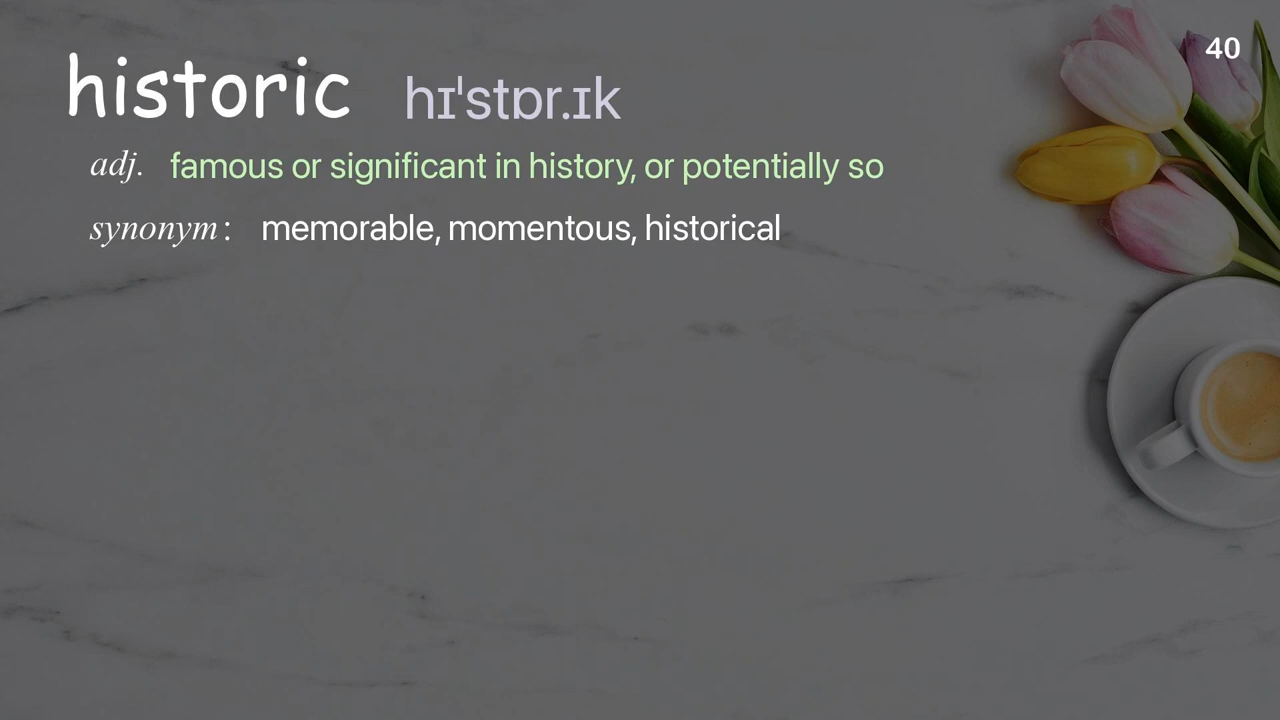 40
historic hɪˈstɒr.ɪk
adj. famous or significant in history, or potentially so
synonym : memorable, momentous, historical